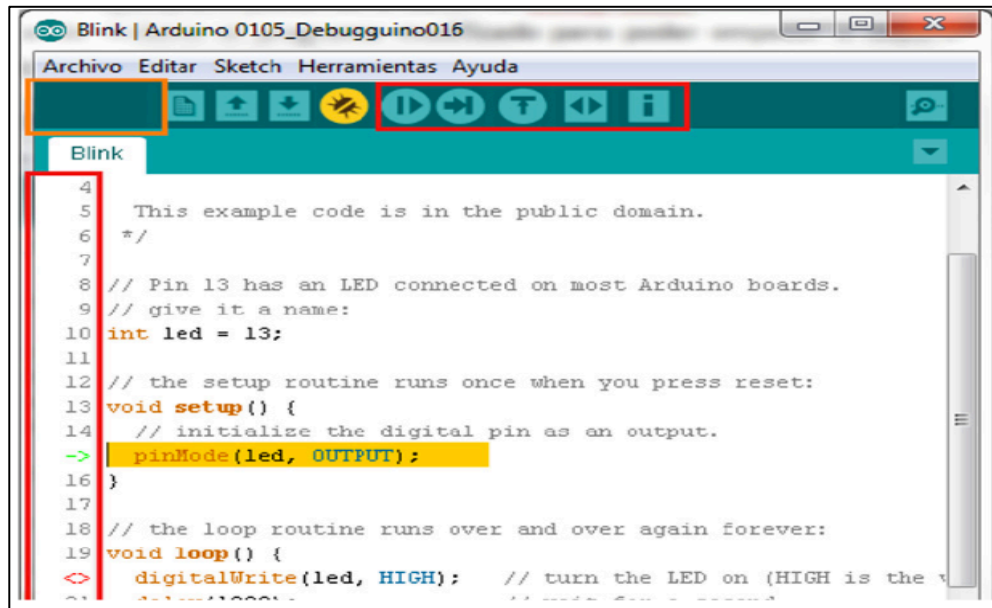 Blink | Arduino 0105_Debugguino016
Archivo Editar Sketch Herramientas Ayuda
Blink
4
5 This example code is in the public domain.
6 */
7
8 // Pin 13 has an LED connected on most Arduino boards.
9 // give it a name:
10 int led = 13;
11
12 // the setup routine runs once when you press reset:
13 void setup() {
14 // initialize the digital pin as an output.
-> pinMode(led, OUTPUT);
16 }
17
18 // the loop routine runs over and over again forever:
19 void loop() {
<> digitalWrite(led, HIGH); // turn the LED on (HIGH is the